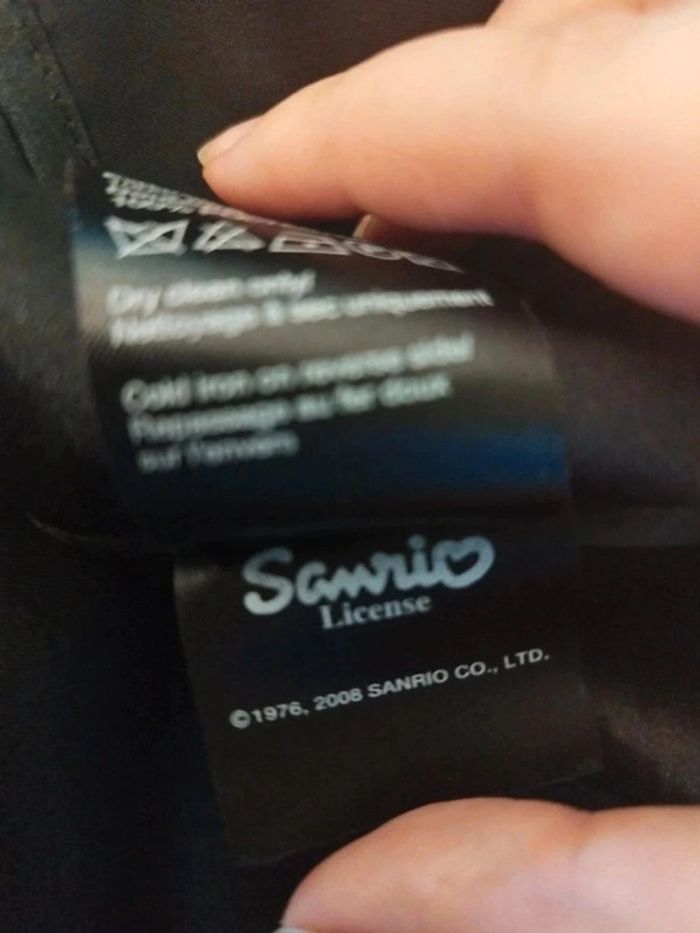 Dry clean only/
Nettoyage à sec uniquement
Cold iron on reverse side/
Repassage au fer doux
sur l'envers
Sanrio
License
©1976, 2008 SANRIO CO., LTD.